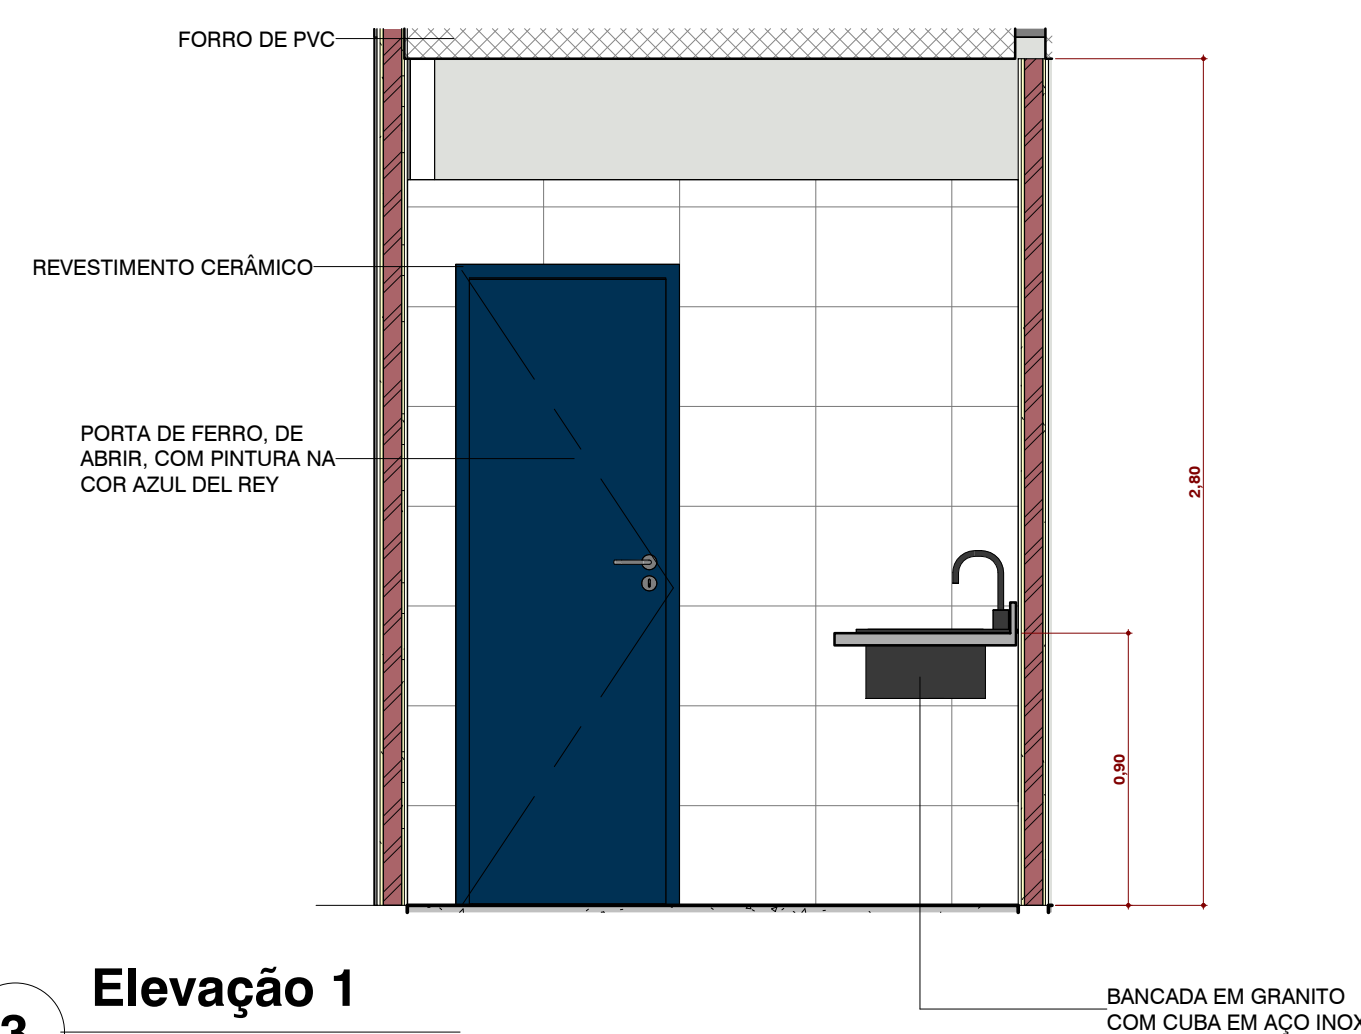 FORRO DE PVC
REVESTIMENTO CERÂMICO
PORTA DE FERRO, DE
ABRIR, COM PINTURA NA
COR AZUL DEL REY
2,80
0,90
Elevação 1
3
BANCADA EM GRANITO
COM CUBA EM AÇO INOX